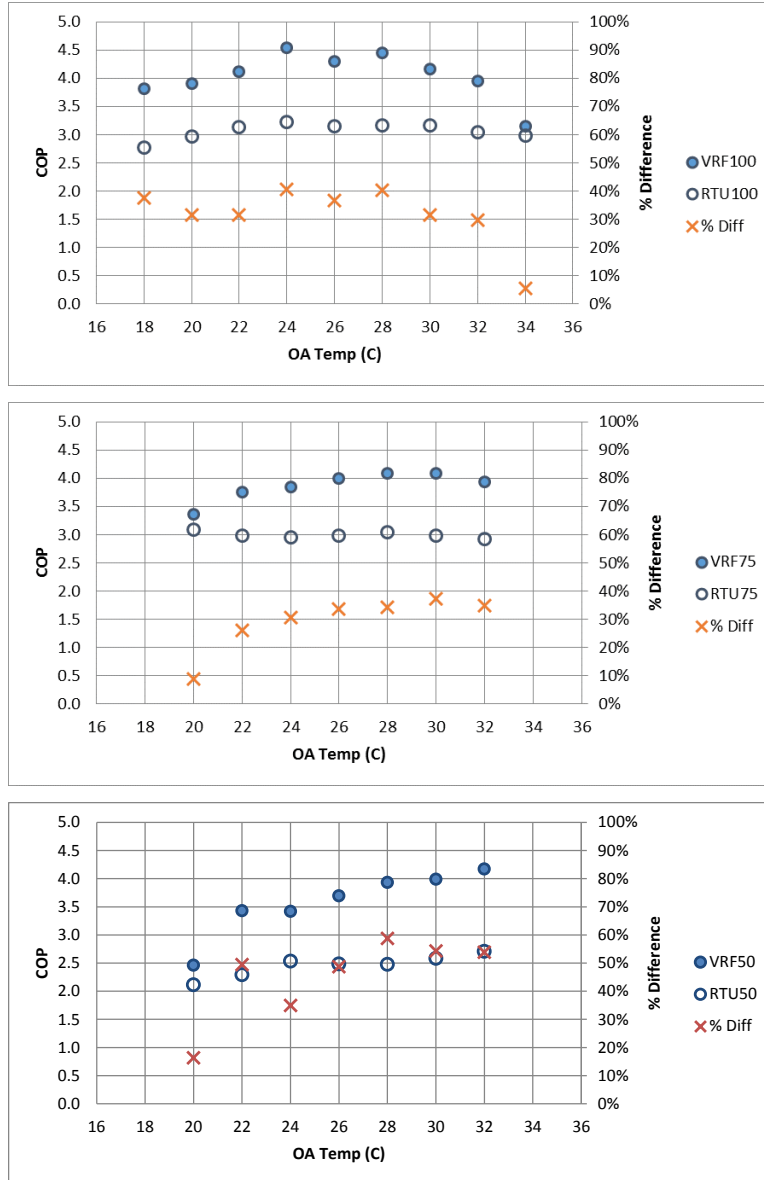 5.0 100%
4.5 90%
4.0 80%
3.5 70%
3.0 60%
2.5 50%
2.0 40%
1.5 30%
1.0 20%
0.5 10%
0.0 0%
COP
% Difference
VRF100
RTU100
% Diff
16 18 20 22 24 26 28 30 32 34 36
OA Temp (C)
5.0 100%
4.5 90%
4.0 80%
3.5 70%
3.0 60%
2.5 50%
2.0 40%
1.5 30%
1.0 20%
0.5 10%
0.0 0%
COP
% Difference
VRF75
RTU75
% Diff
16 18 20 22 24 26 28 30 32 34 36
OA Temp (C)
5.0 100%
4.5 90%
4.0 80%
3.5 70%
3.0 60%
2.5 50%
2.0 40%
1.5 30%
1.0 20%
0.5 10%
0.0 0%
COP
% Difference
VRF50
RTU50
% Diff
16 18 20 22 24 26 28 30 32 34 36
OA Temp (C)